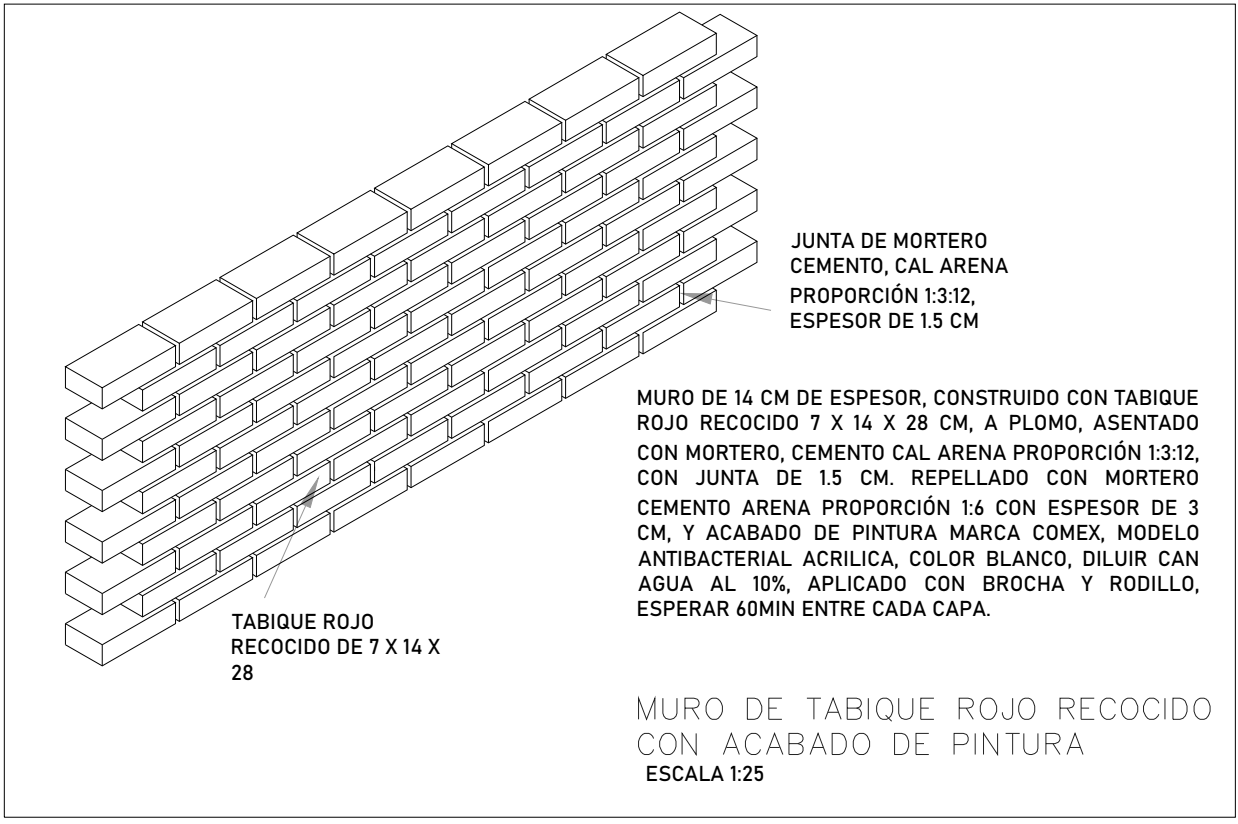 JUNTA DE MORTERO
CEMENTO, CAL ARENA
PROPORCIÓN 1:3:12,
ESPESOR DE 1.5 CM
MURO DE 14 CM DE ESPESOR, CONSTRUIDO CON TABIQUE
ROJO RECOCIDO 7 X 14 X 28 CM, A PLOMO, ASENTADO
CON MORTERO, CEMENTO CAL ARENA PROPORCIÓN 1:3:12,
CON JUNTA DE 1.5 CM. REPELLADO CON MORTERO
CEMENTO ARENA PROPORCIÓN 1:6 CON ESPESOR DE 3
CM, Y ACABADO DE PINTURA MARCA COMEX, MODELO
ANTIBACTERIAL ACRILICA, COLOR BLANCO, DILUIR CAN
AGUA AL 10%, APLICADO CON BROCHA Y RODILLO,
ESPERAR 60MIN ENTRE CADA CAPA.
TABIQUE ROJO
RECOCIDO DE 7 X 14 X
28
MURO DE TABIQUE ROJO RECOCIDO
CON ACABADO DE PINTURA
ESCALA 1:25